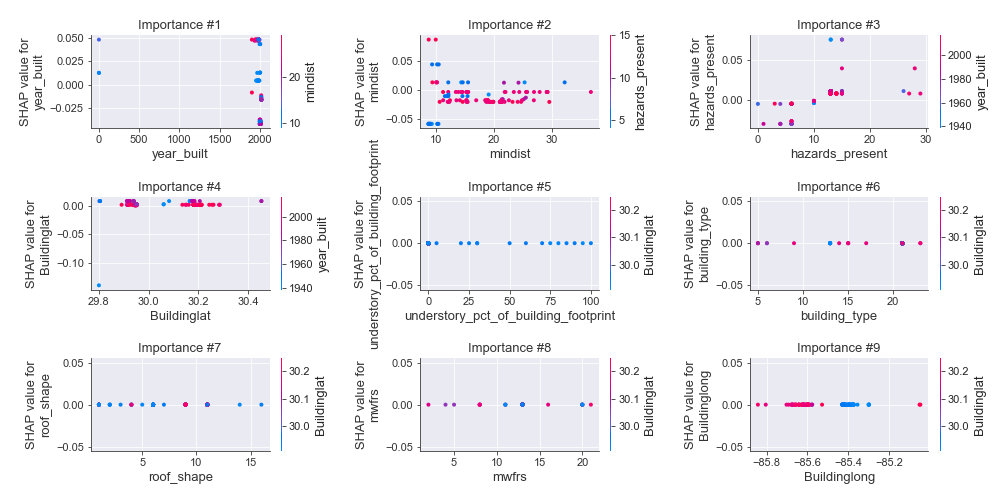 Importance #1
SHAP value for
year_built
0.050
0.025
0.000
−0.025
0
500
1000
1500
2000
year_built
20
10
mindist
Importance #2
SHAP value for
mindist
0.05
0.00
−0.05
10
20
30
mindist
15
10
5
hazards_present
Importance #3
SHAP value for
hazards_present
0.05
0.00
0
10
20
30
hazards_present
2000
1980
1960
1940
year_built
Importance #4
SHAP value for
Buildinglat
0.00
−0.05
−0.10
29.8
30.0
30.2
30.4
Buildinglat
2000
1980
1960
1940
year_built
Importance #5
SHAP value for
understory_pct_of_building_footprint
0.05
0.00
−0.05
0
25
50
75
100
understory_pct_of_building_footprint
30.2
30.1
30.0
Buildinglat
Importance #6
SHAP value for
building_type
0.05
0.00
−0.05
5
10
15
20
building_type
30.2
30.1
30.0
Buildinglat
Importance #7
SHAP value for
roof_shape
0.05
0.00
−0.05
5
10
15
roof_shape
30.2
30.1
30.0
Buildinglat
Importance #8
SHAP value for
mwfrs
0.05
0.00
−0.05
5
10
15
20
mwfrs
30.2
30.1
30.0
Buildinglat
Importance #9
SHAP value for
Buildinglong
0.05
0.00
−0.05
−85.8
−85.6
−85.4
−85.2
Buildinglong
30.2
30.1
30.0
Buildinglat